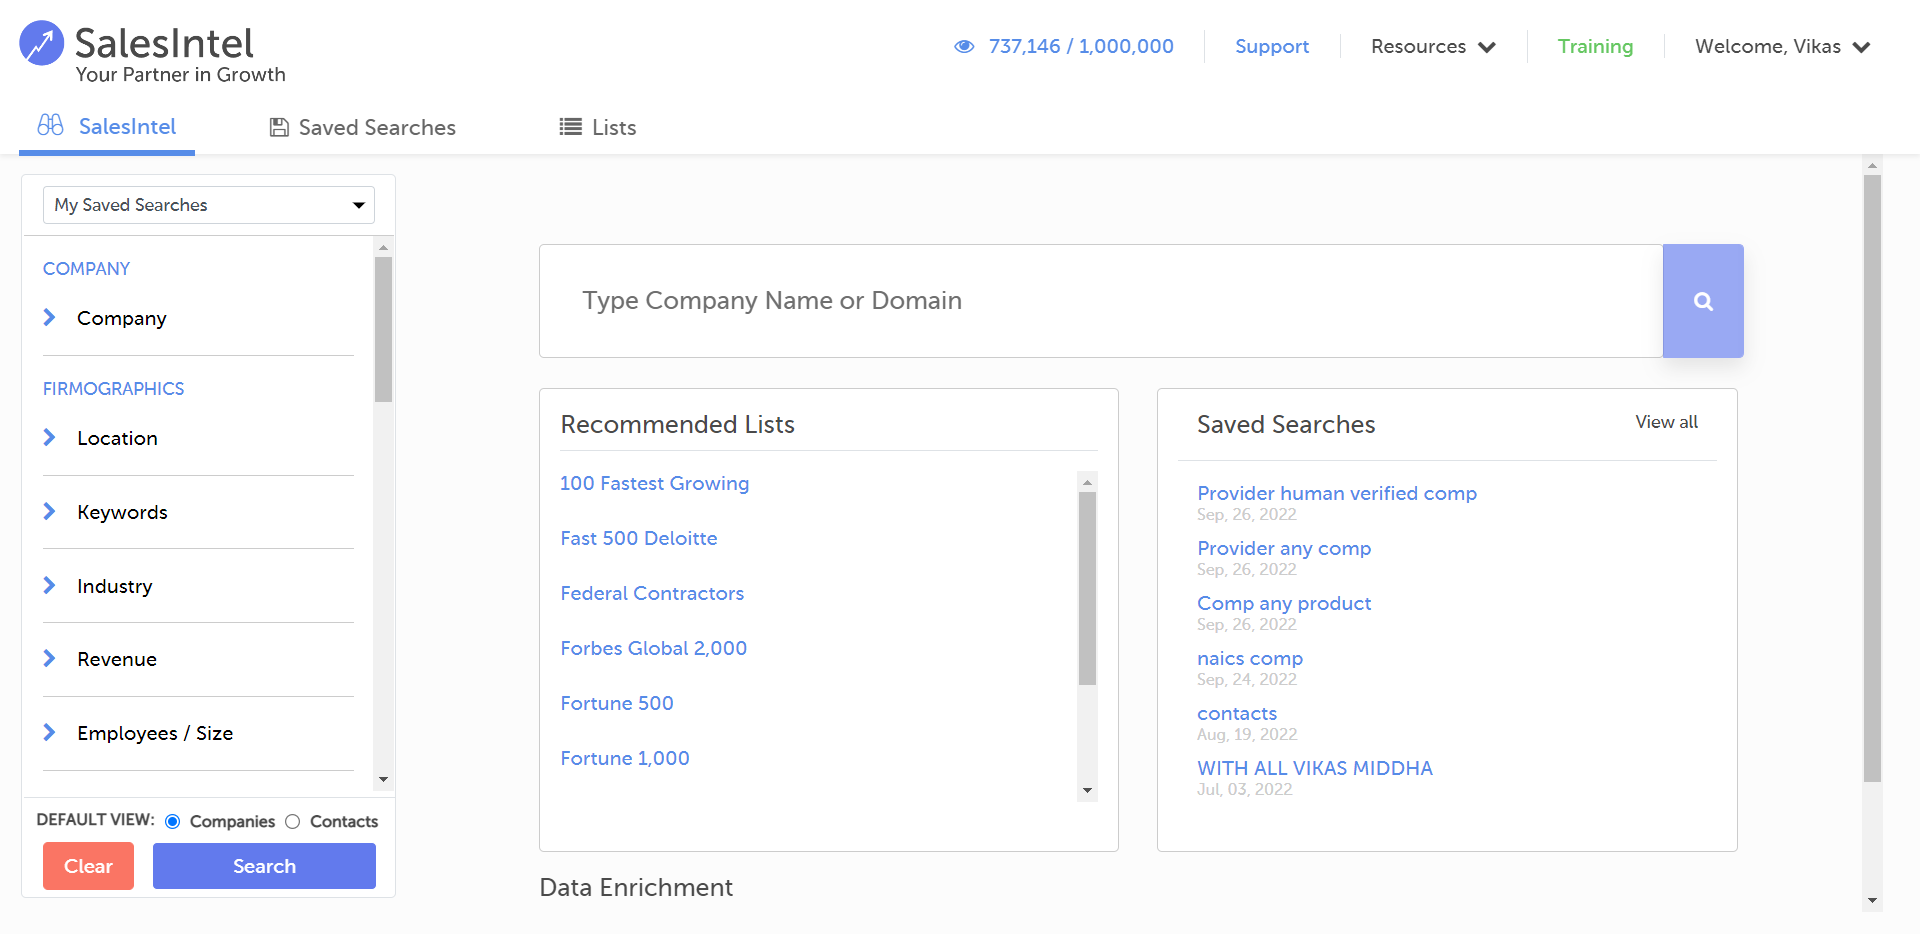 SalesIntel
Your Partner in Growth
737,146 / 1,000,000
Support
Resources
Training
Welcome, Vikas
SalesIntel
Saved Searches
Lists
My Saved Searches
COMPANY
Company
FIRMOGRAPHICS
Location
Keywords
Industry
Revenue
Employees / Size
DEFAULT VIEW: Companies Contacts
Clear
Search
Type Company Name or Domain
Recommended Lists
100 Fastest Growing
Fast 500 Deloitte
Federal Contractors
Forbes Global 2,000
Fortune 500
Fortune 1,000
Saved Searches
View all
Provider human verified comp
Sep, 26, 2022
Provider any comp
Sep, 26, 2022
Comp any product
Sep, 26, 2022
naics comp
Sep, 24, 2022
contacts
Aug, 19, 2022
WITH ALL VIKAS MIDDHA
Jul, 03, 2022
Data Enrichment